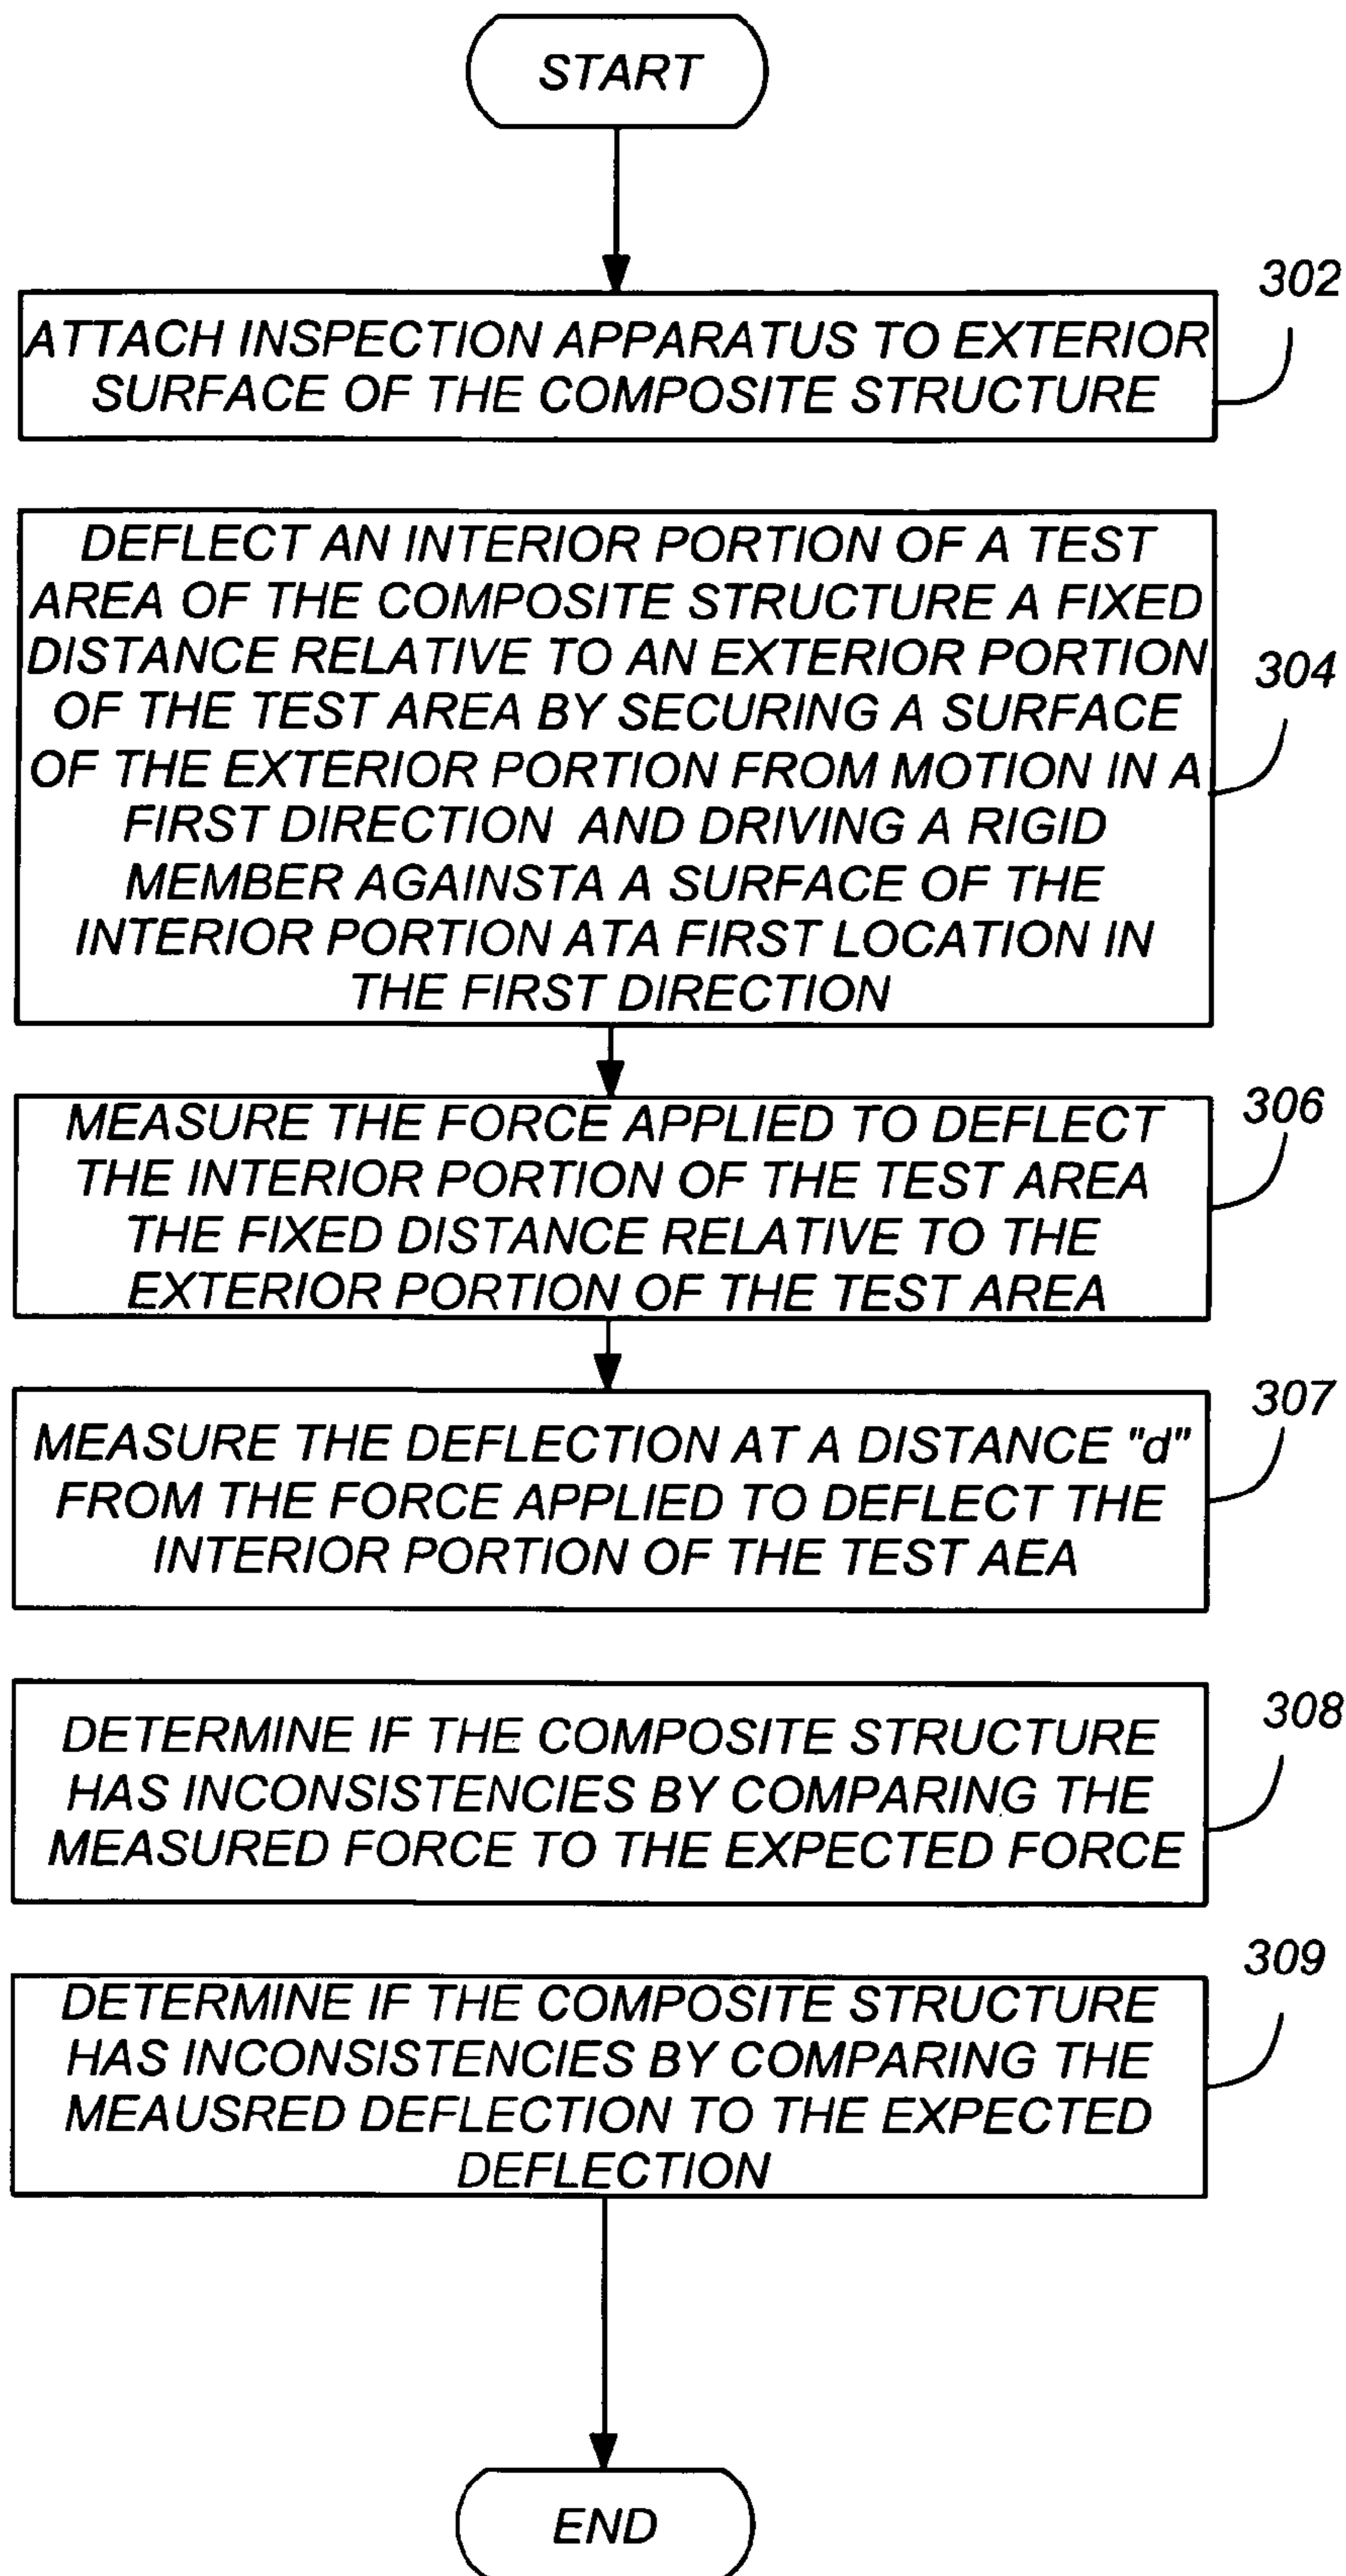 START
302
ATTACH INSPECTION APPARATUS TO EXTERIOR
SURFACE OF THE COMPOSITE STRUCTURE
304
DEFLECT AN INTERIOR PORTION OF A TEST
AREA OF THE COMPOSITE STRUCTURE A FIXED
DISTANCE RELATIVE TO AN EXTERIOR PORTION
OF THE TEST AREA BY SECURING A SURFACE
OF THE EXTERIOR PORTION FROM MOTION IN A
FIRST DIRECTION AND DRIVING A RIGID
MEMBER AGAINSTA A SURFACE OF THE
INTERIOR PORTION ATA FIRST LOCATION IN
THE FIRST DIRECTION
306
MEASURE THE FORCE APPLIED TO DEFLECT
THE INTERIOR PORTION OF THE TEST AREA
THE FIXED DISTANCE RELATIVE TO THE
EXTERIOR PORTION OF THE TEST AREA
307
MEASURE THE DEFLECTION AT A DISTANCE "d"
FROM THE FORCE APPLIED TO DEFLECT THE
INTERIOR PORTION OF THE TEST AEA
308
DETERMINE IF THE COMPOSITE STRUCTURE
HAS INCONSISTENCIES BY COMPARING THE
MEASURED FORCE TO THE EXPECTED FORCE
309
DETERMINE IF THE COMPOSITE STRUCTURE
HAS INCONSISTENCIES BY COMPARING THE
MEAUSRED DEFLECTION TO THE EXPECTED
DEFLECTION
END